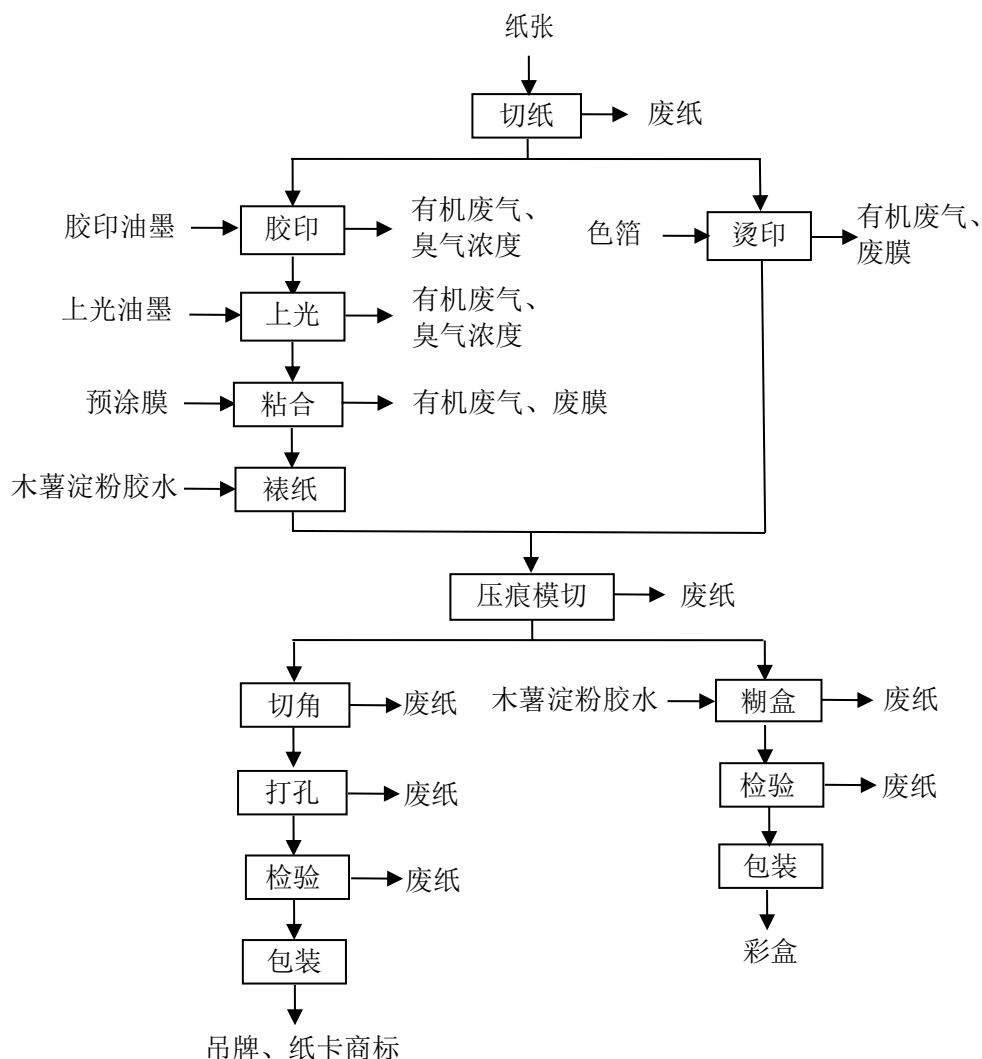 纸张
切纸
废纸
胶印油墨
胶印
有机废气、
臭气浓度
色箔
烫印
有机废气、
废膜
上光油墨
上光
有机废气、
臭气浓度
预涂膜
粘合
有机废气、废膜
木薯淀粉胶水
裱纸
压痕模切
废纸
切角
废纸
木薯淀粉胶水
糊盒
废纸
打孔
废纸
检验
废纸
检验
废纸
包装
包装
彩盒
吊牌、纸卡商标